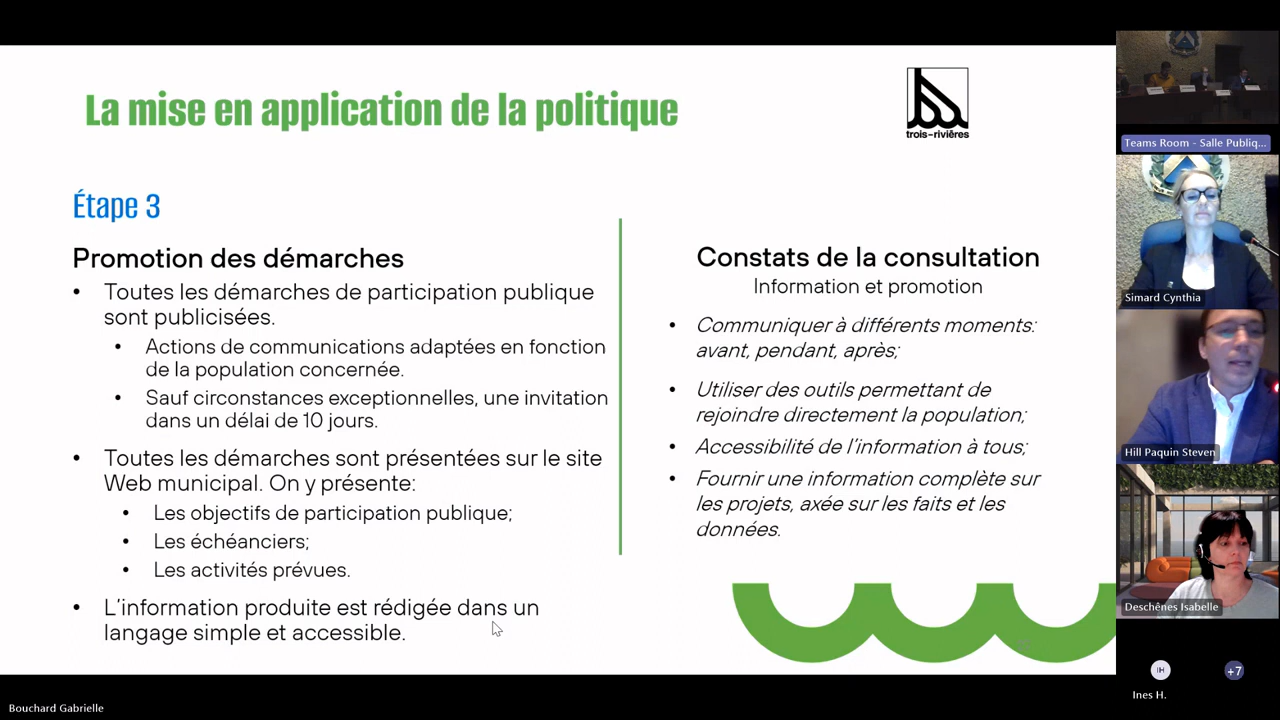 La mise en application de la politique
trois-rivières
Étape 3
Promotion des démarches
• Toutes les démarches de participation publique
sont publicisées.
• Actions de communications adaptées en fonction
de la population concernée.
• Sauf circonstances exceptionnelles, une invitation
dans un délai de 10 jours.
• Toutes les démarches sont présentées sur le site
Web municipal. On y présente:
• Les objectifs de participation publique;
• Les échéanciers;
• Les activités prévues.
• L'information produite est rédigée dans un
langage simple et accessible.
Constats de la consultation
Information et promotion
• Communiquer à différents moments:
avant, pendant, après;
• Utiliser des outils permettant de
rejoindre directement la population;
• Accessibilité de l'information à tous;
• Fournir une information complète sur
les projets, axée sur les faits et les
données.
Teams Room - Salle Publiq...
Simard Cynthia
Hill Paquin Steven
Deschênes Isabelle
IH
+7
Ines H.
Bouchard Gabrielle